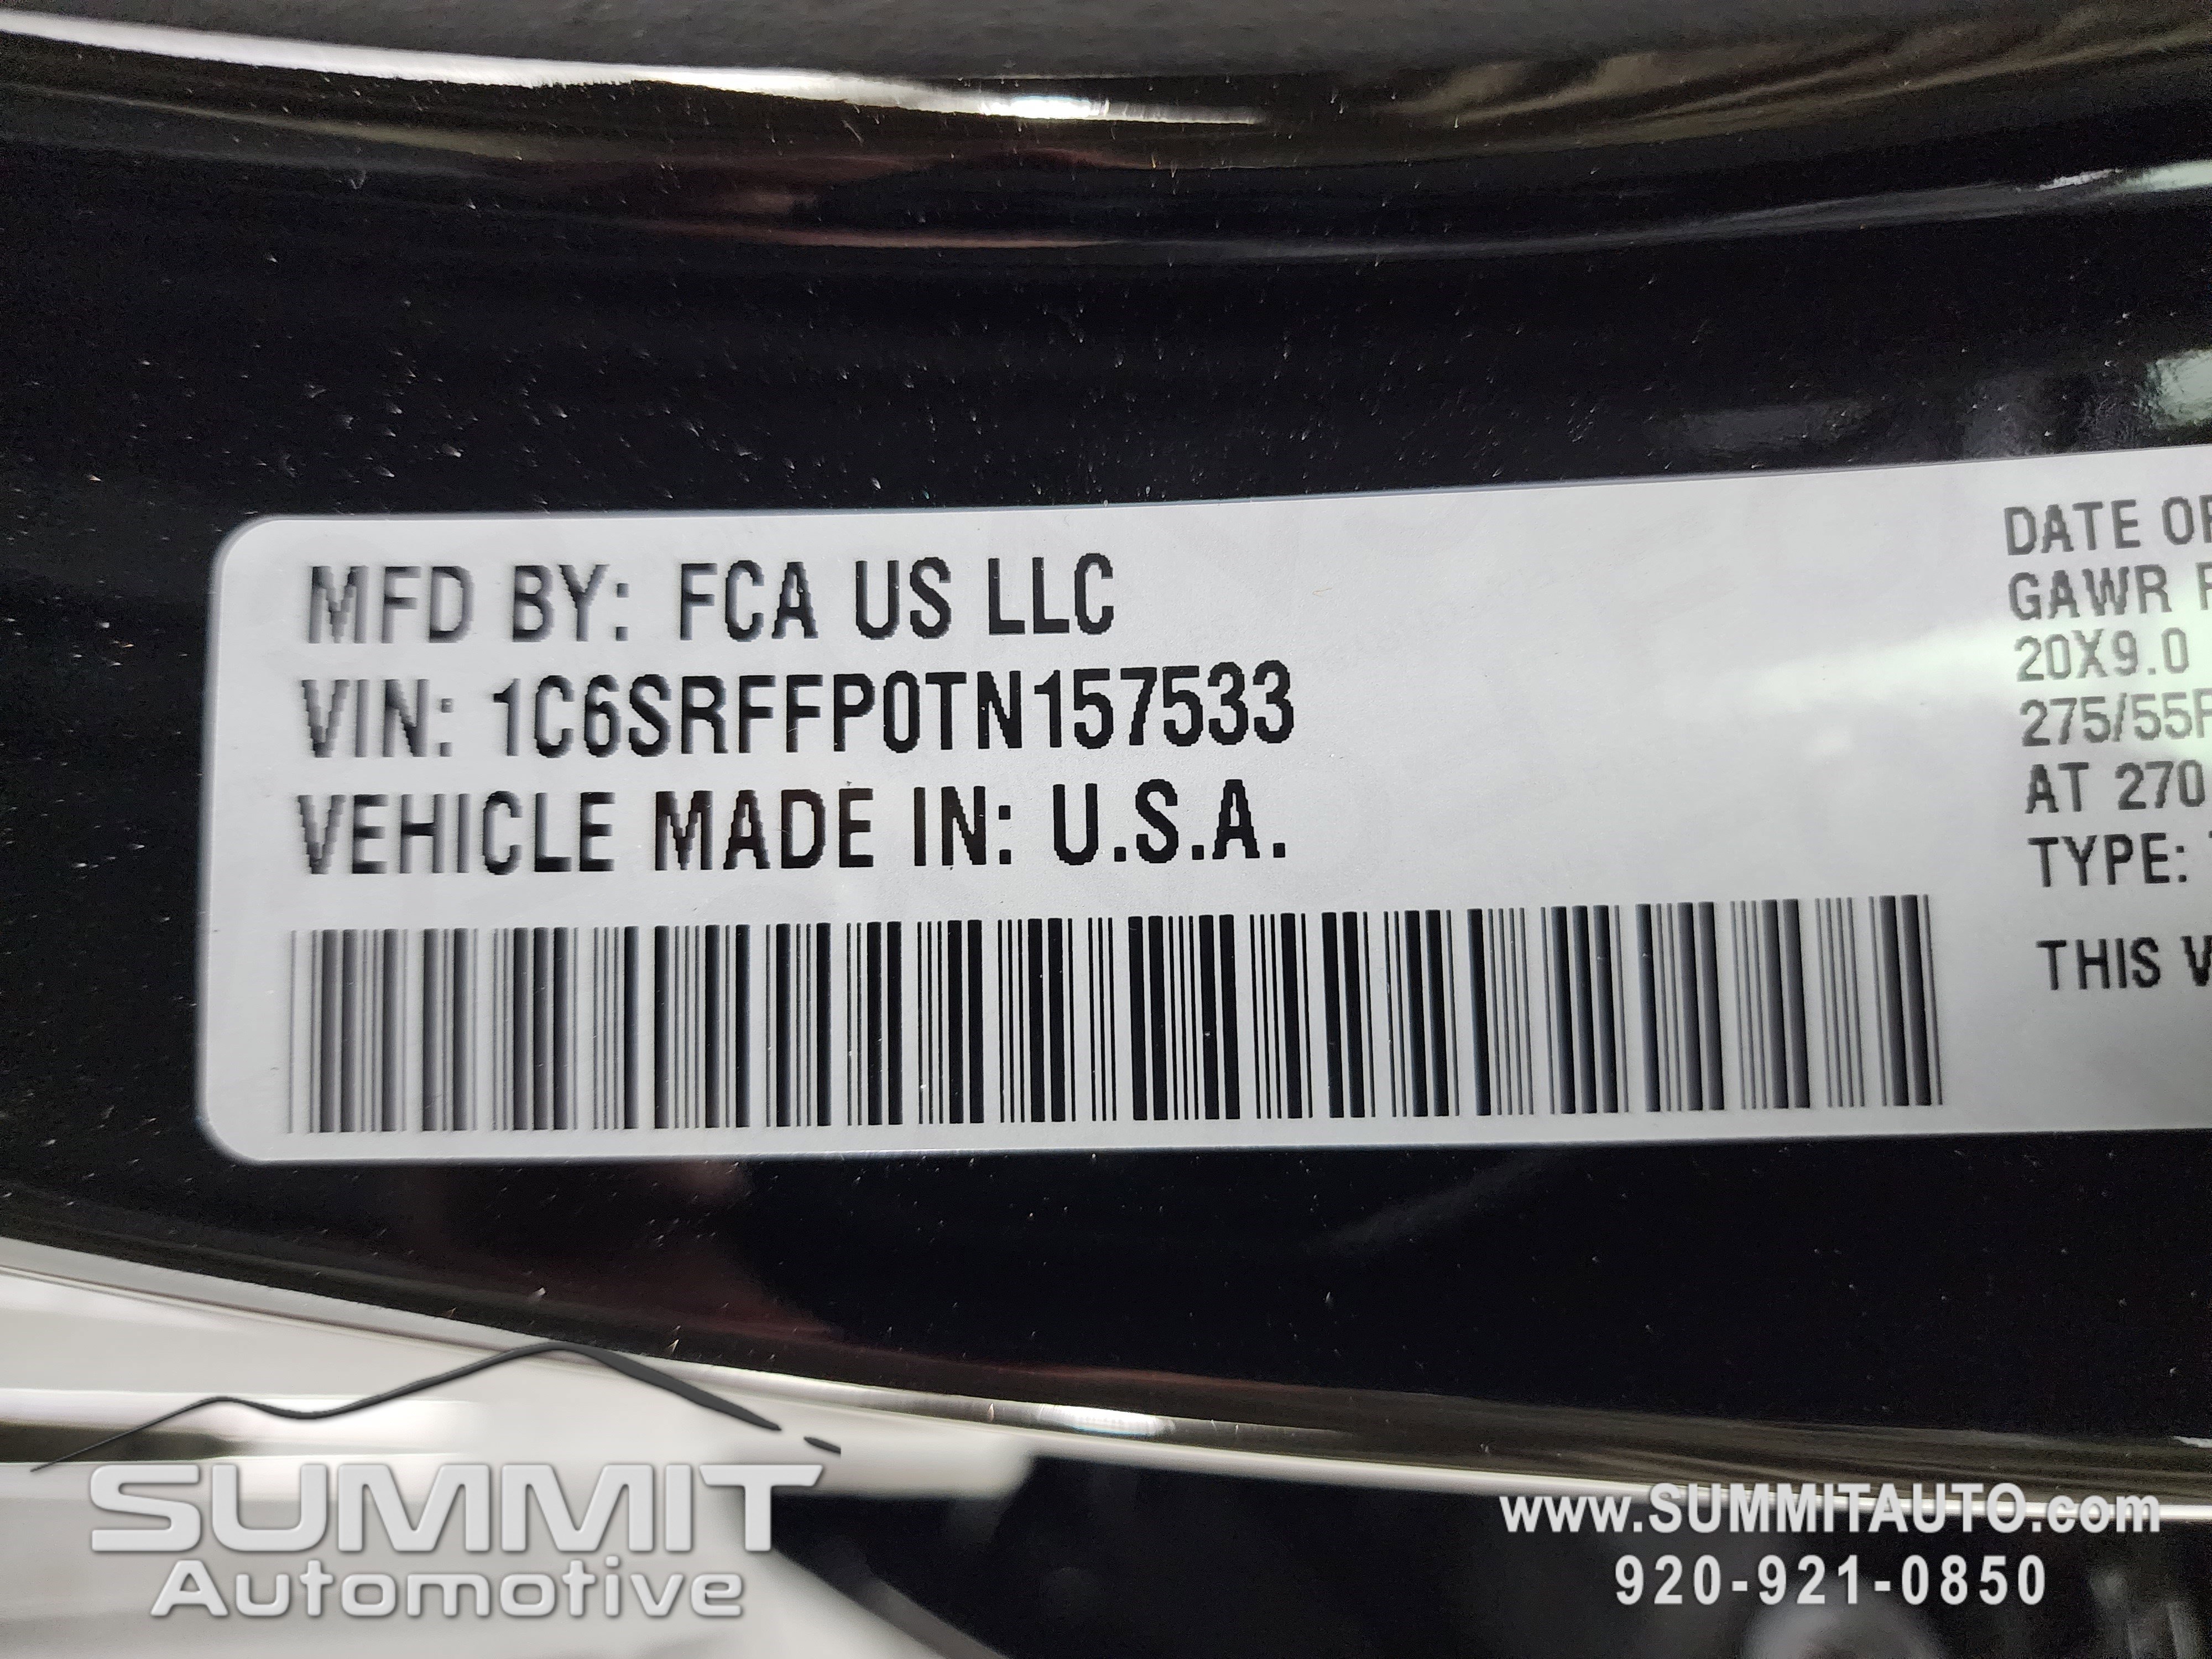 MFD BY: FCA US LLC
VIN: 1C6SRFFP0TN157533
VEHICLE MADE IN: U.S.A.
DATE OF
GAWR F
20X9.0
275/55R
AT 270
TYPE:
THIS V
SUMMIT
Automotive
www.SUMMITAUTO.com
920-921-0850